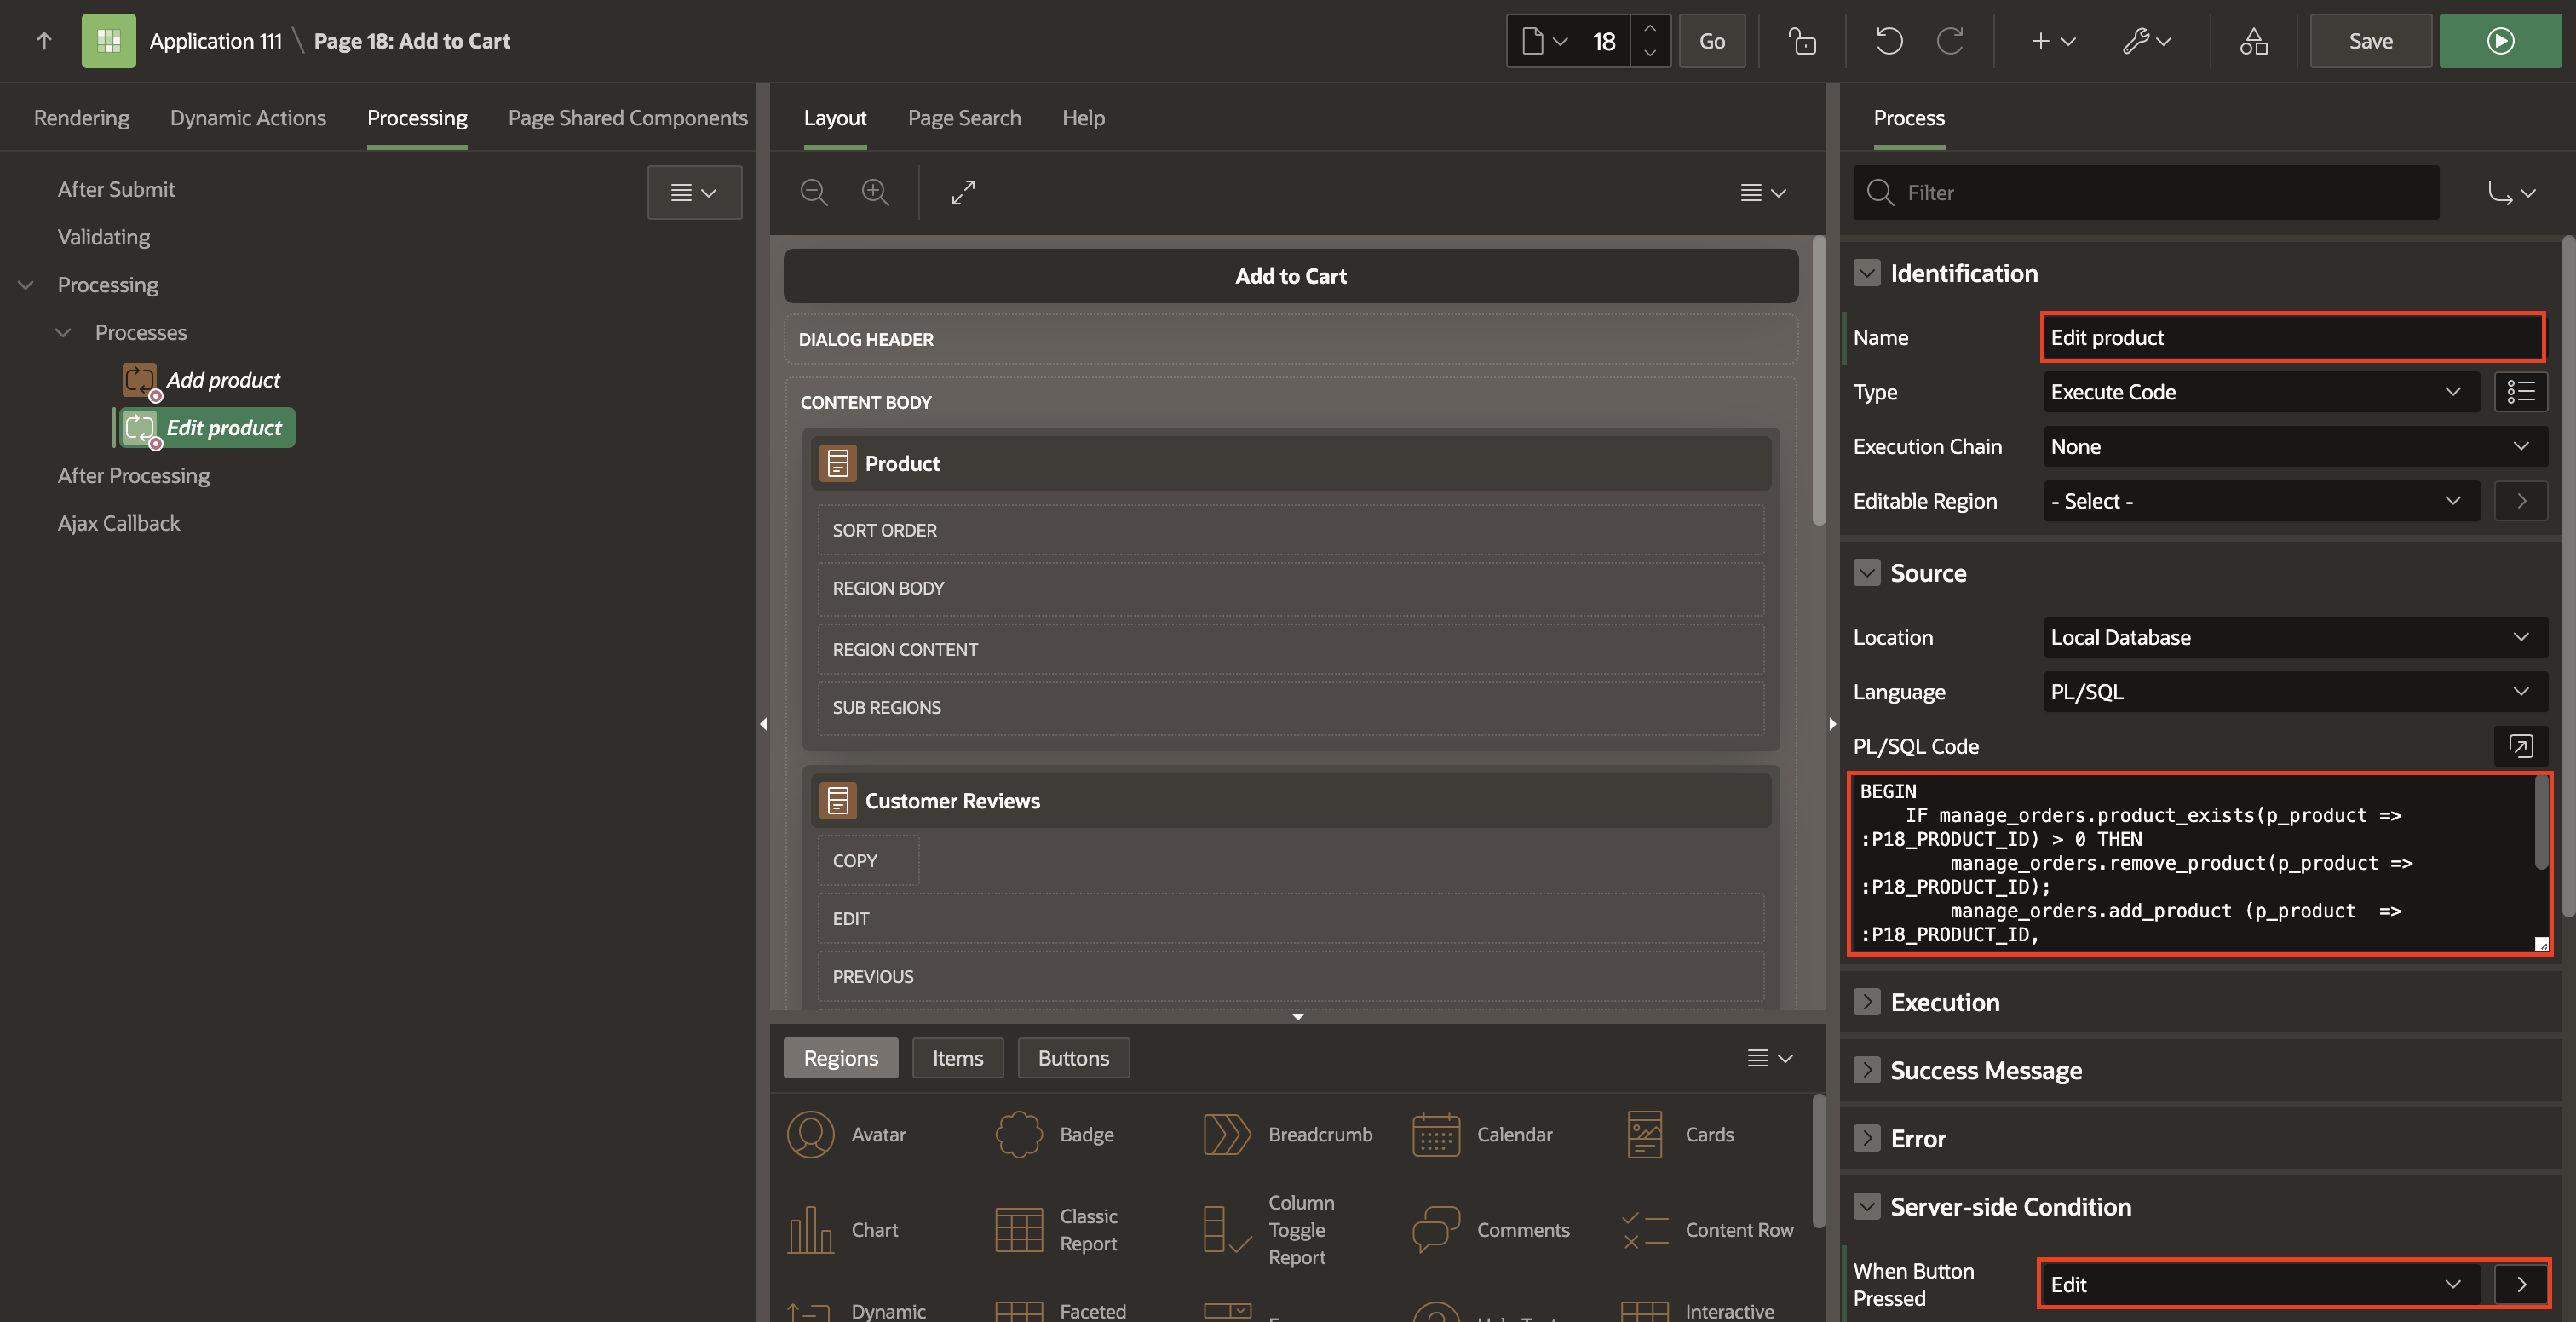 Application 111 \ Page 18: Add to Cart
18
Go
Save
Rendering
Dynamic Actions
Processing
Page Shared Components
After Submit
Validating
Processing
Processes
Add product
Edit product
After Processing
Ajax Callback
Layout
Page Search
Help
Add to Cart
DIALOG HEADER
CONTENT BODY
Product
SORT ORDER
REGION BODY
REGION CONTENT
SUB REGIONS
Customer Reviews
COPY
EDIT
PREVIOUS
Regions
Items
Buttons
Avatar
Badge
Breadcrumb
Calendar
Cards
Chart
Classic
Report
Column
Toggle
Report
Comments
Content Row
Dynamic
Faceted
Interactive
Process
Filter
Identification
Name
Edit product
Type
Execute Code
Execution Chain
None
Editable Region
- Select -
Source
Location
Local Database
Language
PL/SQL
PL/SQL Code
BEGIN
IF manage_orders.product_exists(p_product =>
:P18_PRODUCT_ID) > 0 THEN
manage_orders.remove_product(p_product =>
:P18_PRODUCT_ID);
manage_orders.add_product (p_product  =>
:P18_PRODUCT_ID,
Execution
Success Message
Error
Server-side Condition
When Button
Pressed
Edit